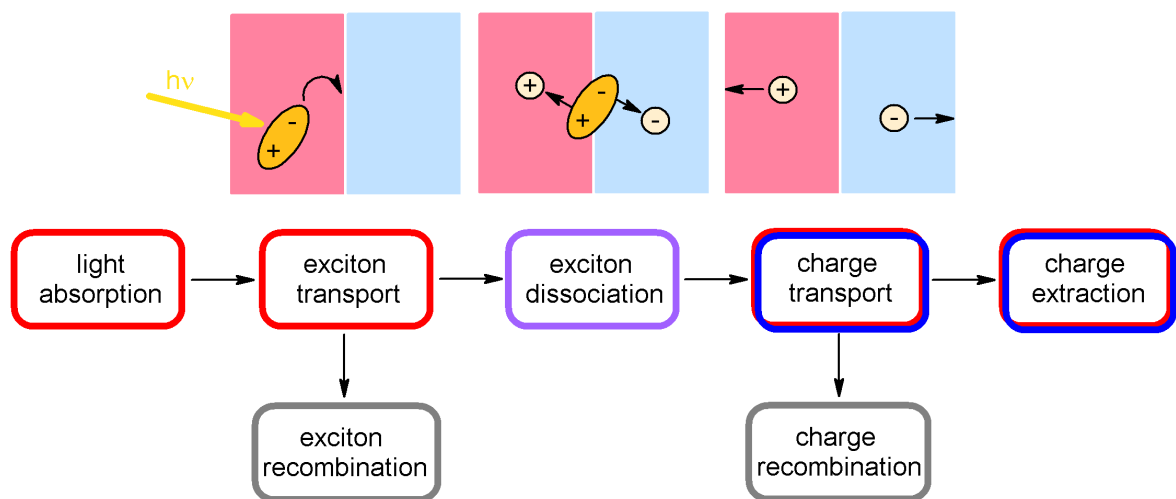 hν
-
+
+
-
+
-
+
-
light
absorption
exciton
transport
exciton
dissociation
charge
transport
charge
extraction
exciton
recombination
charge
recombination